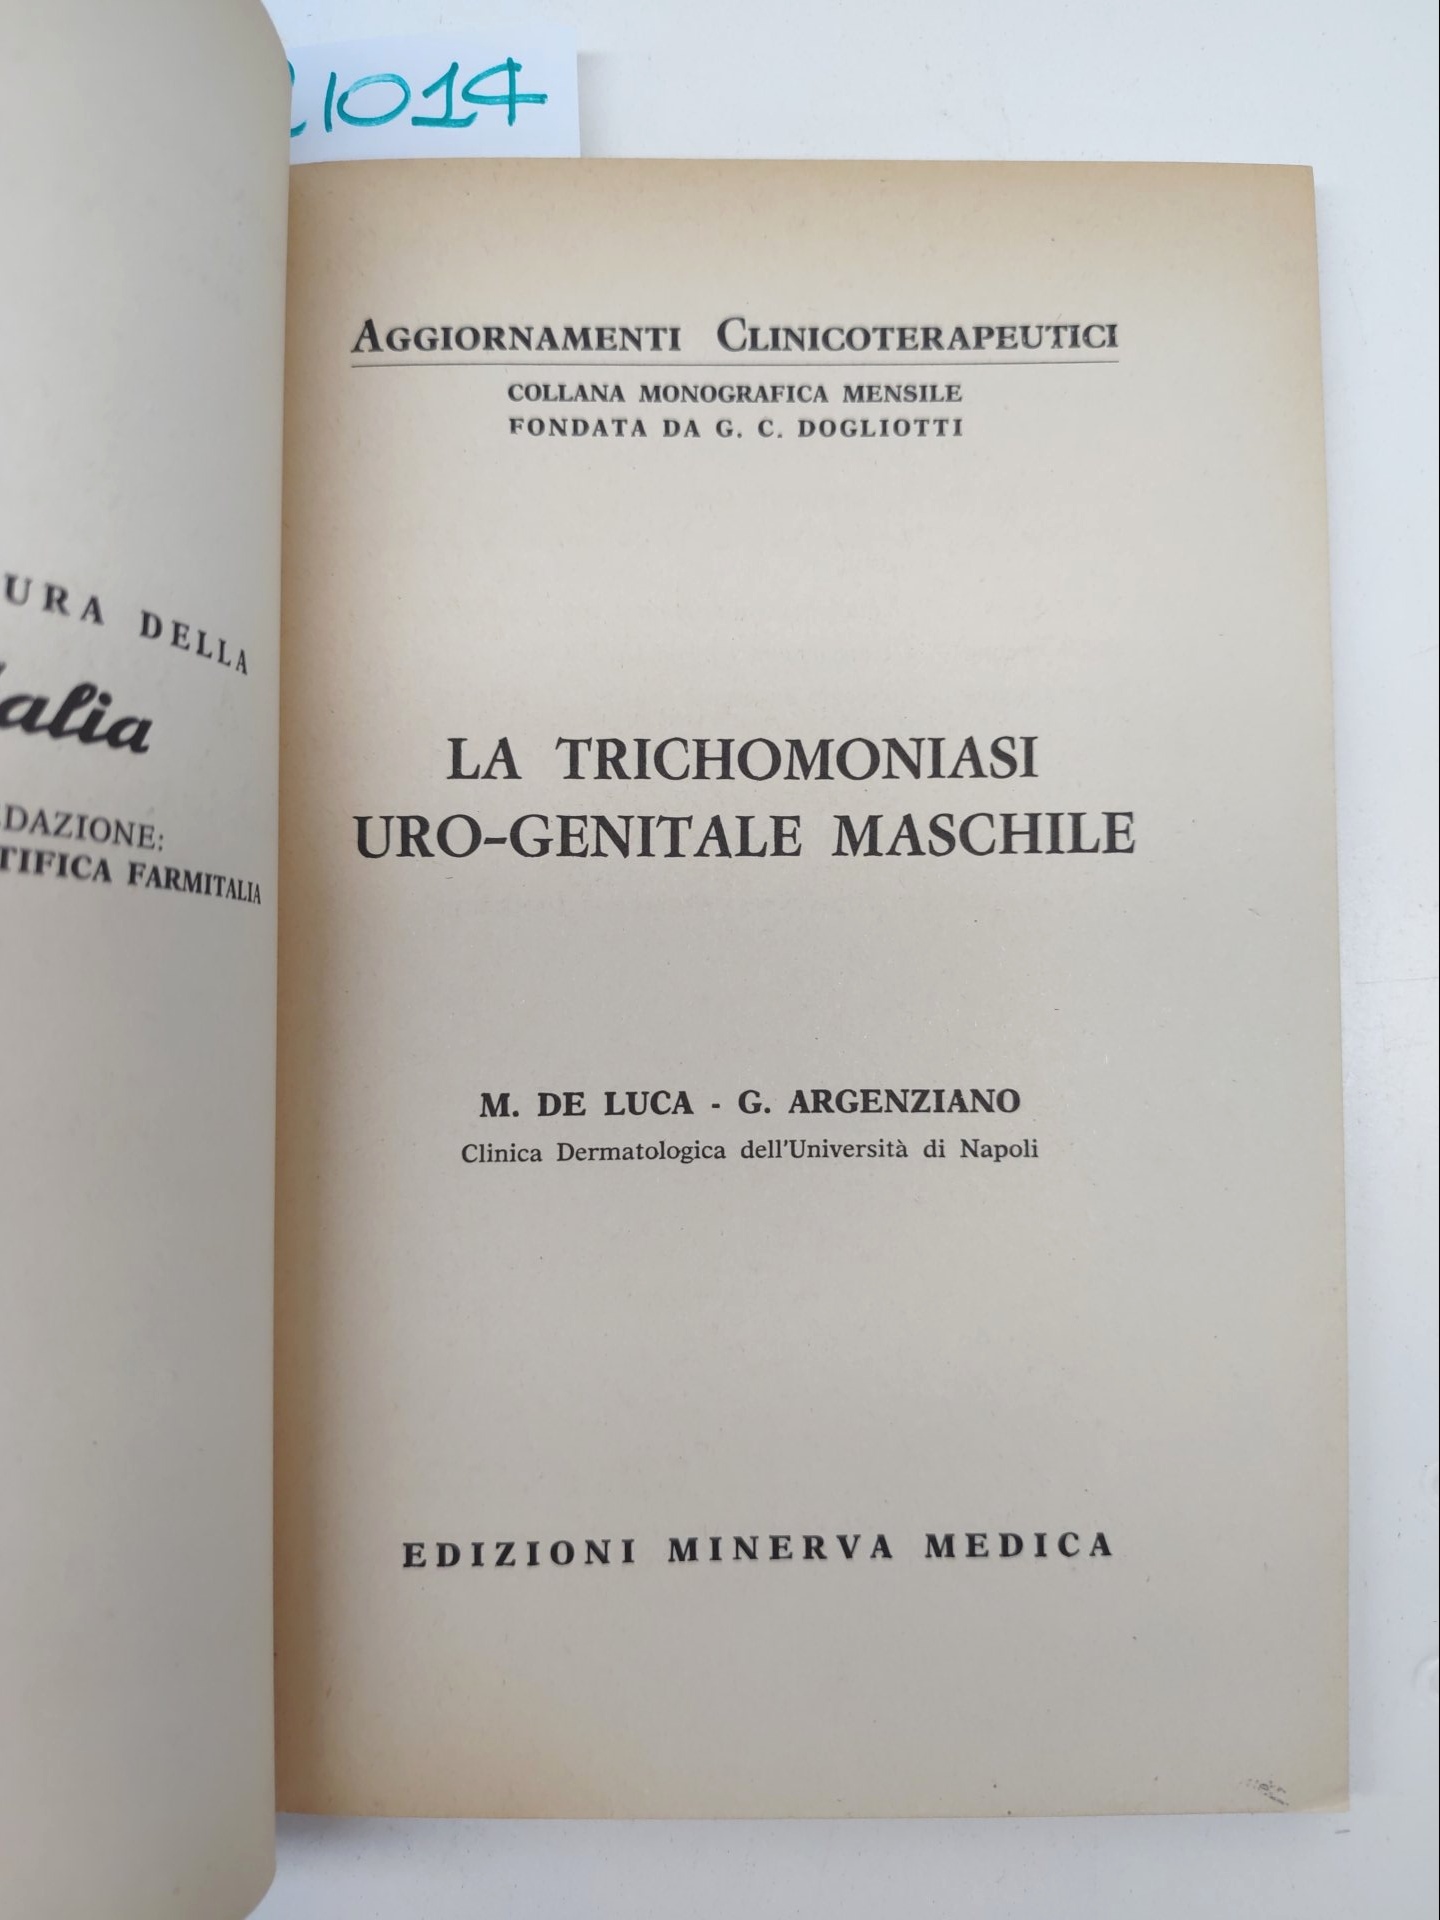 1014
URA DELLA
alia
DAZIONE:
TIFICA FARMITALIA
AGGIORNAMENTI CLINICOTERAPEUTICI
COLLANA MONOGRAFICA MENSILE
FONDATA DA G. C. DOGLIOTTI
LA TRICHOMONIASI
URO-GENITALE MASCHILE
M. DE LUCA - G. ARGENZIANO
Clinica Dermatologica dell'Università di Napoli
EDIZIONI MINERVA MEDICA